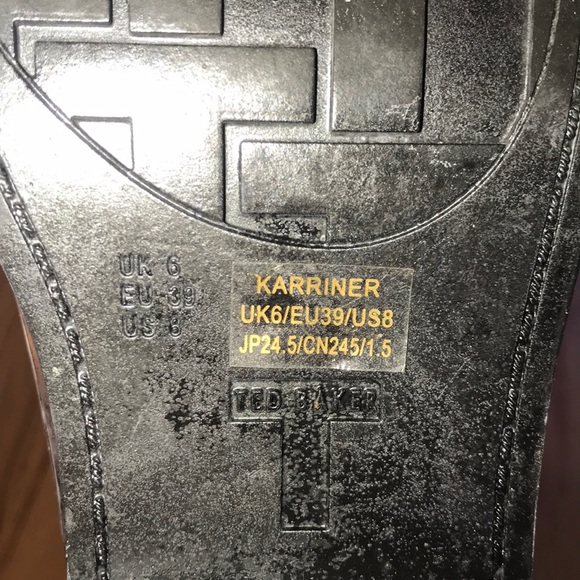 UK 6
EU 39
US 8
KARRINER
UK6/EU39/US8
JP24.5/CN245/1.5
TED BAKER
T